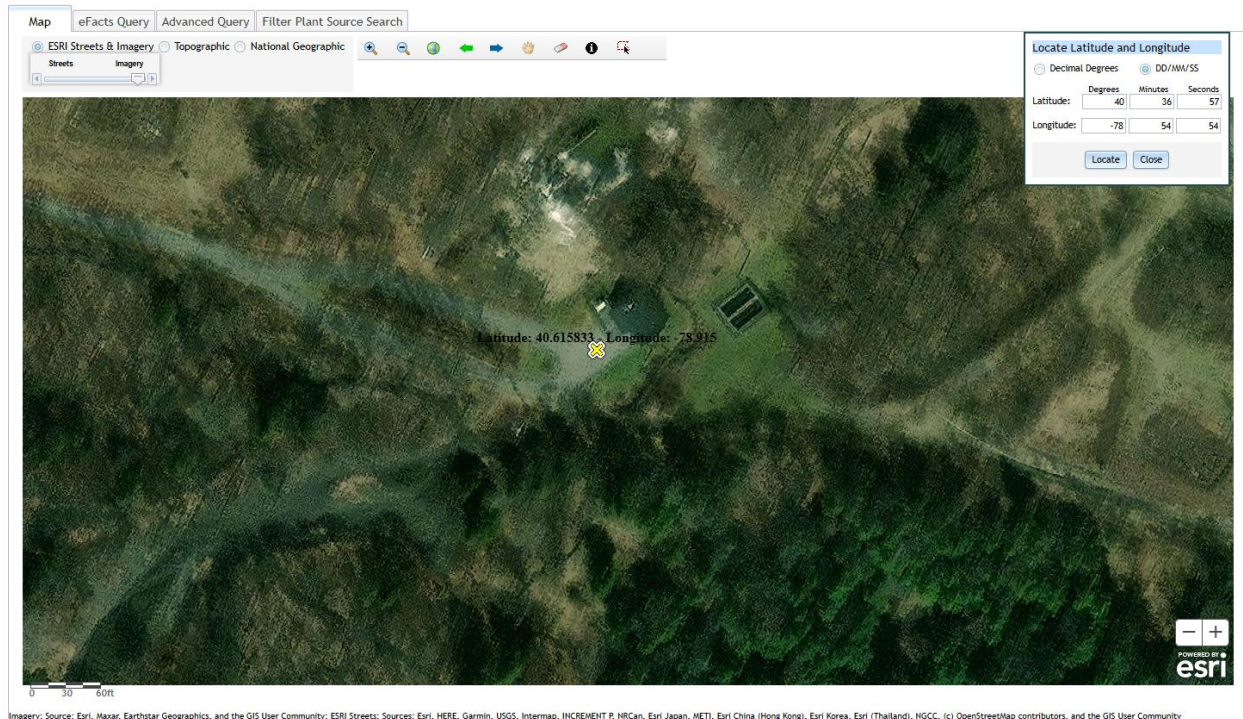 Map eFacts Query Advanced Query Filter Plant Source Search
ESRI Streets & Imagery Topographic National Geographic
Streets Imagery
Locate Latitude and Longitude
Decimal Degrees DD/MM/SS
Degrees Minutes Seconds
Latitude: 40 36 57
Longitude: -78 54 54
Locate Close
Latitude: 40.615833 Longitude: -78.915
POWERED BY
esri
0 30 60ft
Imagery: Source: Esri, Maxar, Earthstar Geographics, and the GIS User Community; ESRI Streets: Sources: Esri, HERE, Garmin, USGS, Intermap, INCREMENT P, NRCan, Esri Japan, METI, Esri China (Hong Kong), Esri Korea, Esri (Thailand), NGCC, (c) OpenStreetMap contributors, and the GIS User Community